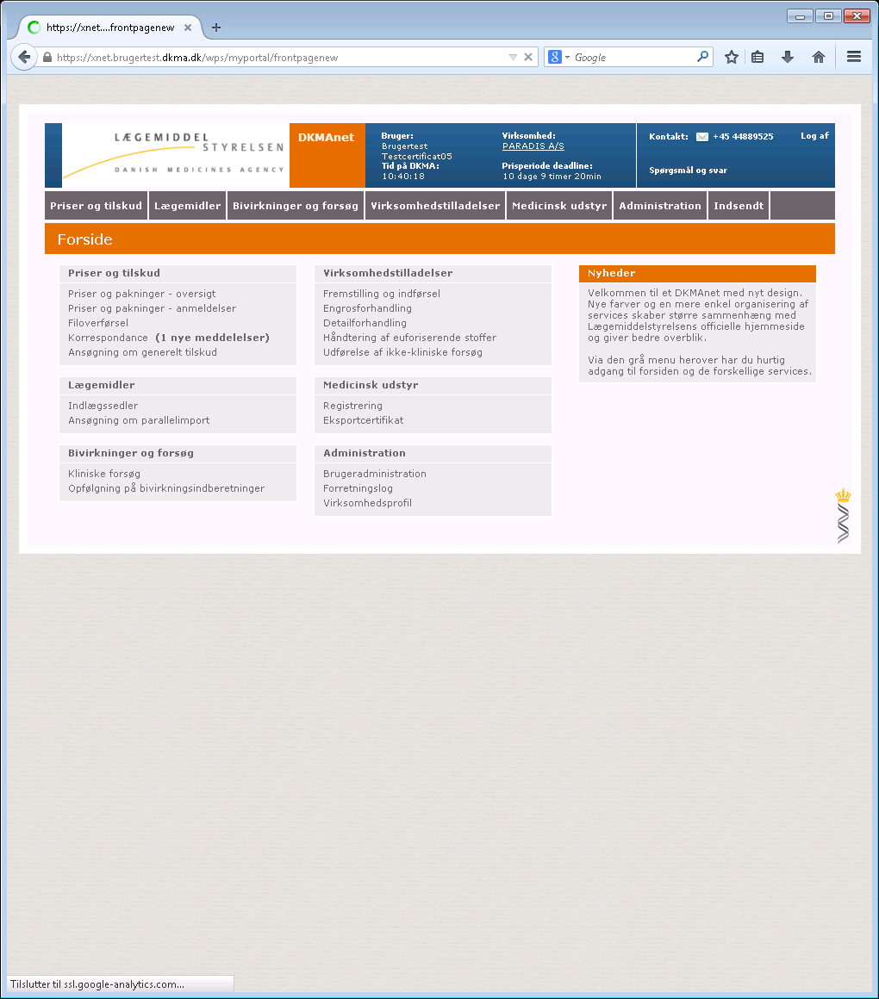 https://xnet....frontpagenew
https://xnet.brugertest.dkma.dk/wps/myportal/frontpagenew
Google
LÆGEMIDDEL
STYRELSEN
DANISH MEDICINES AGENCY
DKMAnet
Bruger:
Brugertest
Testcertificat05
Tid på DKMA:
10:40:18
Virksomhed:
PARADIS A/S
Prisperiode deadline:
10 dage 9 timer 20min
Kontakt: +45 44889525
Log af
Spørgsmål og svar
Priser og tilskud Lægemidler Bivirkninger og forsøg Virksomhedstilladelser Medicinsk udstyr Administration Indsendt
Forside
Priser og tilskud
Priser og pakninger - oversigt
Priser og pakninger - anmeldelser
Filoverførsel
Korrespondance (1 nye meddelelser)
Ansøgning om generelt tilskud
Lægemidler
Indlægssedler
Ansøgning om parallelimport
Bivirkninger og forsøg
Kliniske forsøg
Opfølgning på bivirkningsindberetninger
Virksomhedstilladelser
Fremstilling og indførsel
Engrosforhandling
Detailforhandling
Håndtering af euforiserende stoffer
Udførelse af ikke-kliniske forsøg
Medicinsk udstyr
Registrering
Eksportcertifikat
Administration
Brugeradministration
Forretningslog
Virksomhedsprofil
Nyheder
Velkommen til et DKMAnet med nyt design.
Nye farver og en mere enkel organisering af
services skaber større sammenhæng med
Lægemiddelstyrelsens officielle hjemmeside
og giver bedre overblik.
Via den grå menu herover har du hurtig
adgang til forsiden og de forskellige services.
Tilslutter til ssl.google-analytics.com...